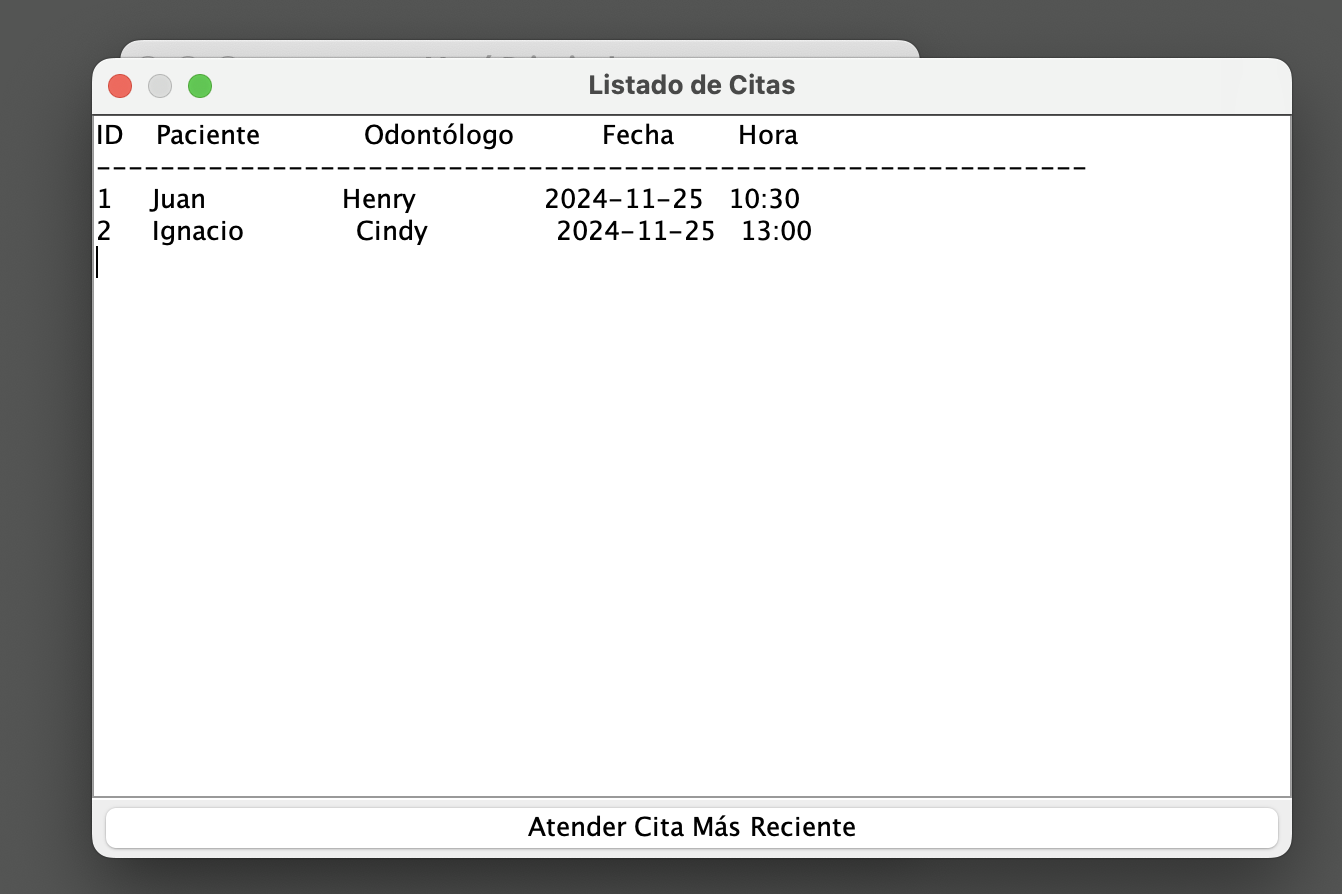 Listado de Citas
ID Paciente Odontólogo Fecha Hora
--------------------------------------------------------------
1 Juan Henry 2024-11-25 10:30
2 Ignacio Cindy 2024-11-25 13:00
Atender Cita Más Reciente